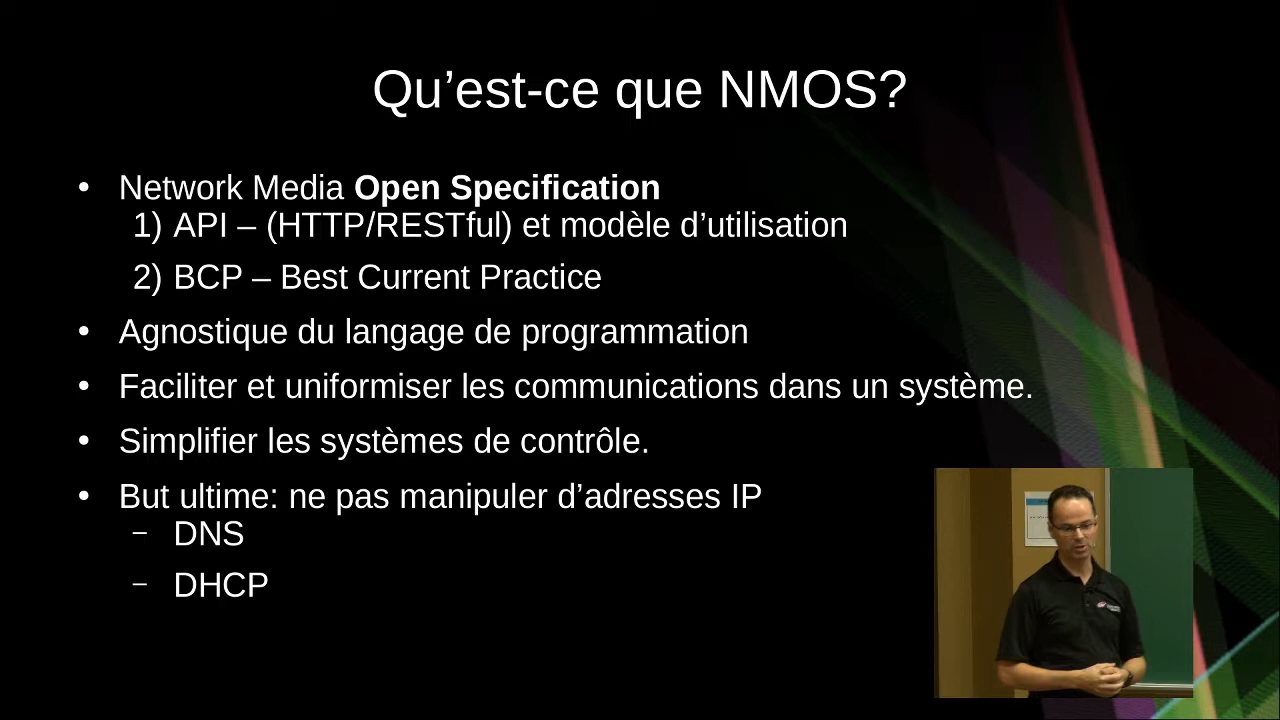 Qu’est-ce que NMOS?
• Network Media Open Specification
1) API – (HTTP/RESTful) et modèle d’utilisation
2) BCP – Best Current Practice
• Agnostique du langage de programmation
• Faciliter et uniformiser les communications dans un système.
• Simplifier les systèmes de contrôle.
• But ultime: ne pas manipuler d’adresses IP
– DNS
– DHCP